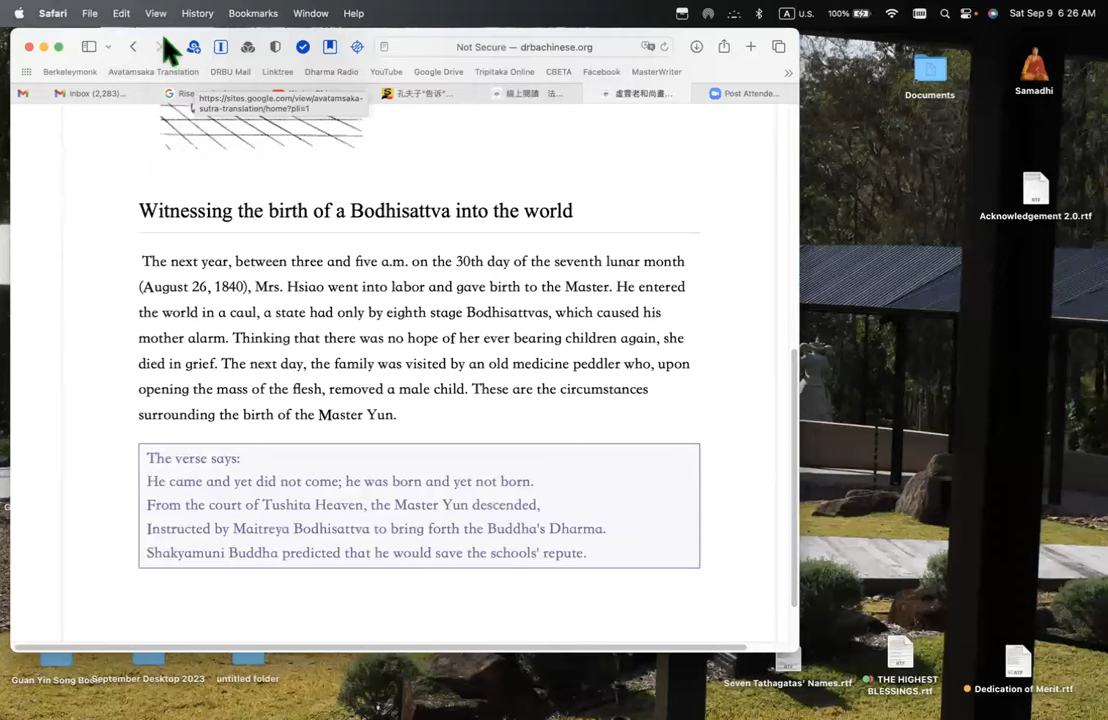 Safari File Edit View History Bookmarks Window Help A U.S. 100% Sat Sep 9 6:26 AM
Not Secure — drbachinese.org
Berkeleymonk Avatamsaka Translation DRBU Mail Linktree Dharma Radio YouTube Google Drive Tripitaka Online CBETA Facebook MasterWriter
Inbox (2,283)... Rise 孔夫子"告诉"... 線上閱讀 法... 虛雲老和尚畫... Post Attende...
https://sites.google.com/view/avatamsaka-
sutra-translation/home?pli=1
Witnessing the birth of a Bodhisattva into the world
The next year, between three and five a.m. on the 30th day of the seventh lunar month
(August 26, 1840), Mrs. Hsiao went into labor and gave birth to the Master. He entered
the world in a caul, a state had only by eighth stage Bodhisattvas, which caused his
mother alarm. Thinking that there was no hope of her ever bearing children again, she
died in grief. The next day, the family was visited by an old medicine peddler who, upon
opening the mass of the flesh, removed a male child. These are the circumstances
surrounding the birth of the Master Yun.
The verse says:
He came and yet did not come; he was born and yet not born.
From the court of Tushita Heaven, the Master Yun descended,
Instructed by Maitreya Bodhisattva to bring forth the Buddha's Dharma.
Shakyamuni Buddha predicted that he would save the schools' repute.
Documents
Samadhi
Acknowledgement 2.0.rtf
Guan Yin Song September Desktop 2023 untitled folder
Seven Tathagatas' Names.rtf
THE HIGHEST
BLESSINGS.rtf
Dedication of Merit.rtf